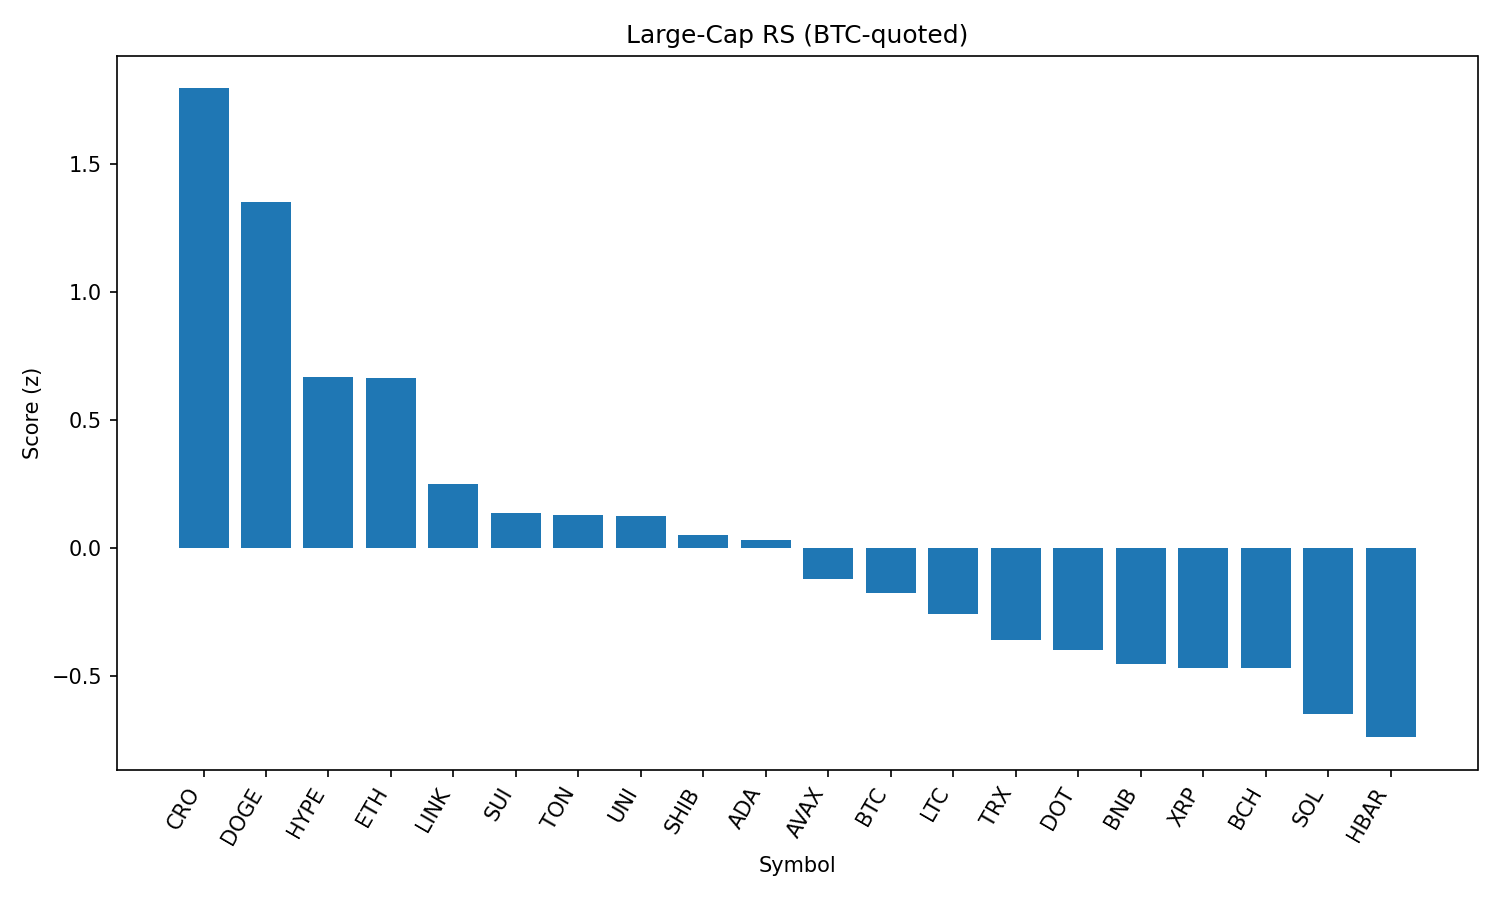 Large-Cap RS (BTC-quoted)
Score (z)
1.5
1.0
0.5
0.0
−0.5
CRO
DOGE
HYPE
ETH
LINK
SUI
TON
UNI
SHIB
ADA
AVAX
BTC
LTC
TRX
DOT
BNB
XRP
BCH
SOL
HBAR
Symbol